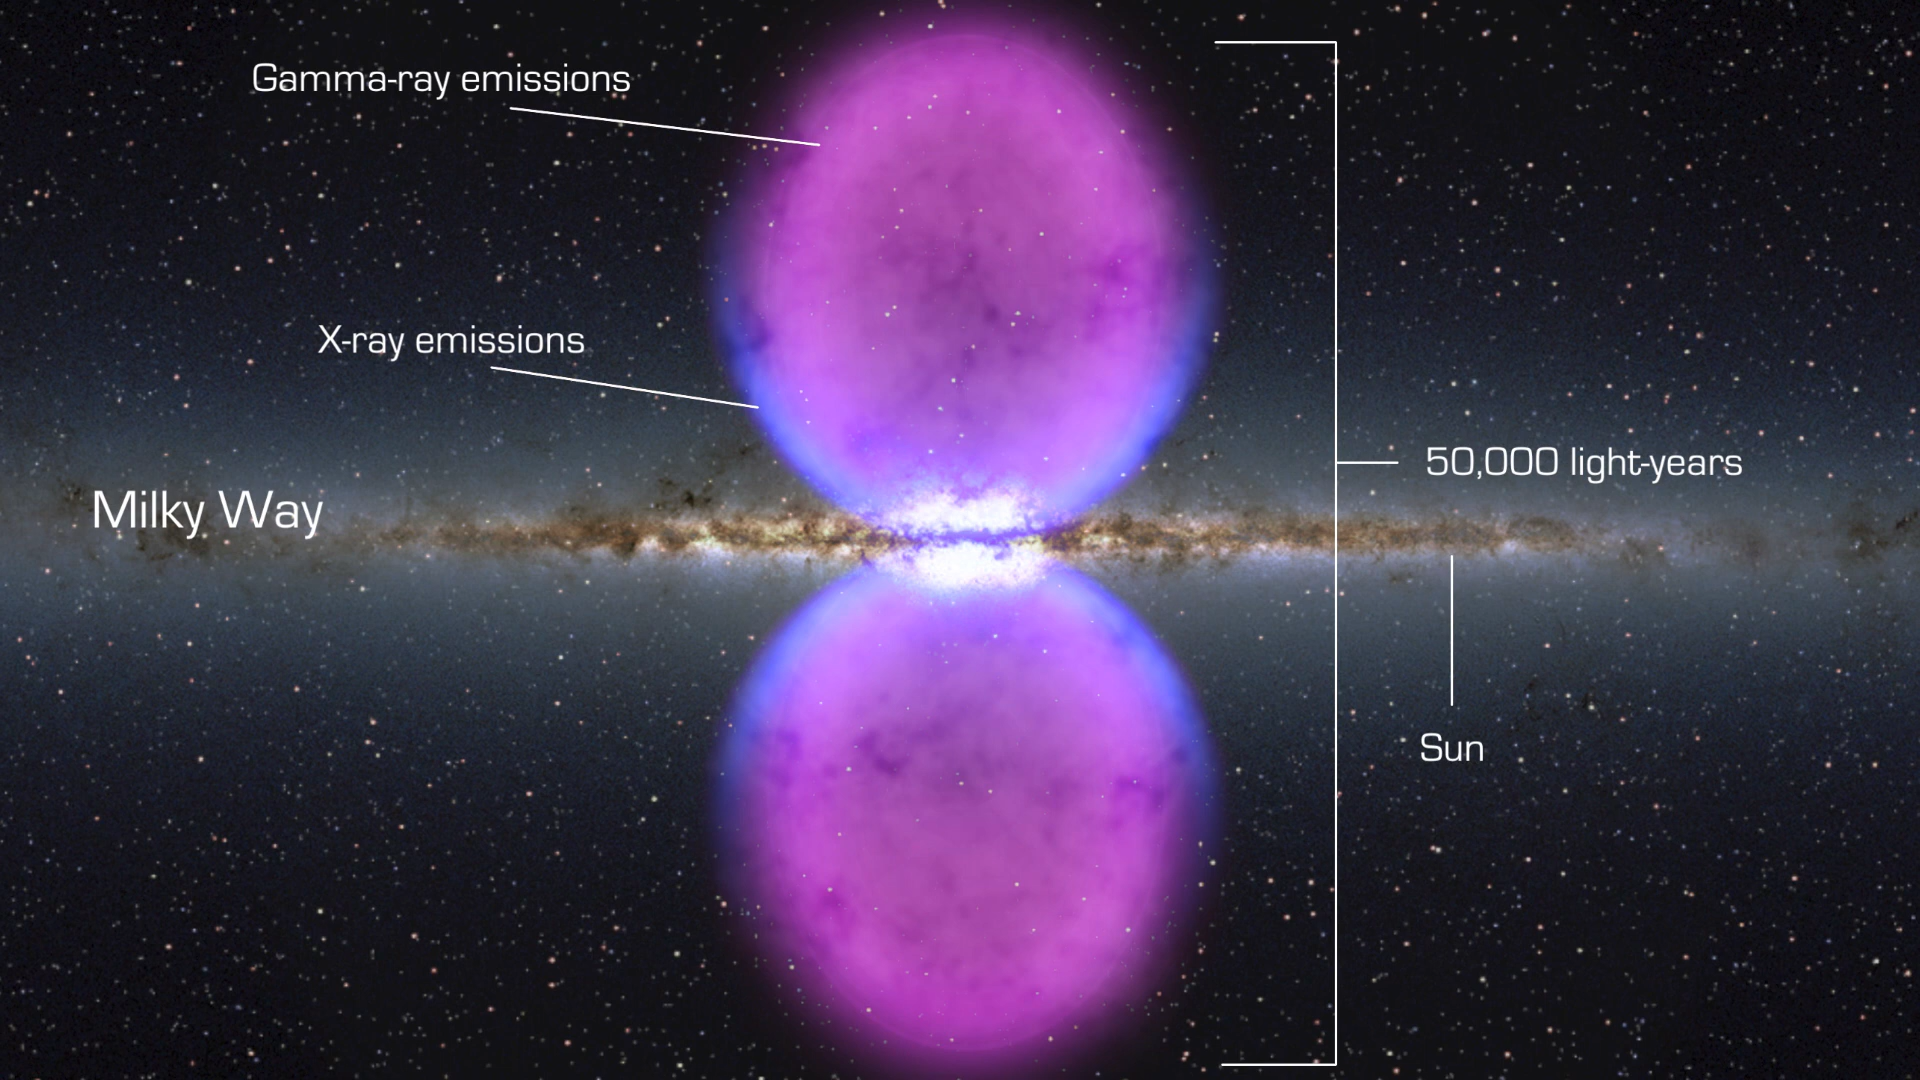 Gamma-ray emissions
X-ray emissions
50,000 light-years
Milky Way
Sun